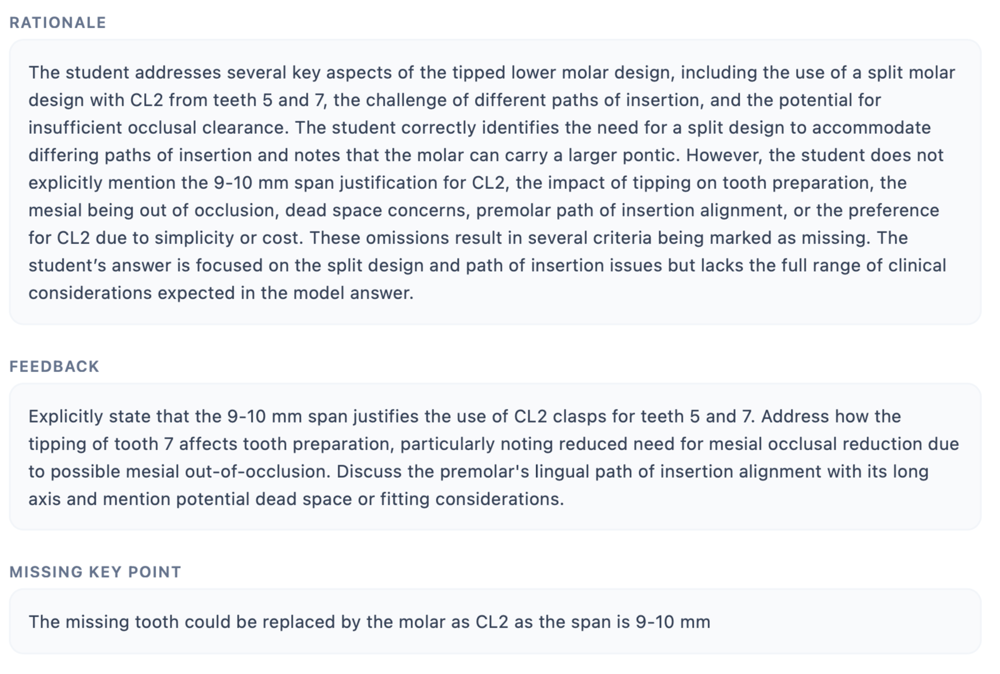 RATIONALE
The student addresses several key aspects of the tipped lower molar design, including the use of a split molar
design with CL2 from teeth 5 and 7, the challenge of different paths of insertion, and the potential for
insufficient occlusal clearance. The student correctly identifies the need for a split design to accommodate
differing paths of insertion and notes that the molar can carry a larger pontic. However, the student does not
explicitly mention the 9-10 mm span justification for CL2, the impact of tipping on tooth preparation, the
mesial being out of occlusion, dead space concerns, premolar path of insertion alignment, or the preference
for CL2 due to simplicity or cost. These omissions result in several criteria being marked as missing. The
student’s answer is focused on the split design and path of insertion issues but lacks the full range of clinical
considerations expected in the model answer.
FEEDBACK
Explicitly state that the 9-10 mm span justifies the use of CL2 clasps for teeth 5 and 7. Address how the
tipping of tooth 7 affects tooth preparation, particularly noting reduced need for mesial occlusal reduction due
to possible mesial out-of-occlusion. Discuss the premolar's lingual path of insertion alignment with its long
axis and mention potential dead space or fitting considerations.
MISSING KEY POINT
The missing tooth could be replaced by the molar as CL2 as the span is 9-10 mm